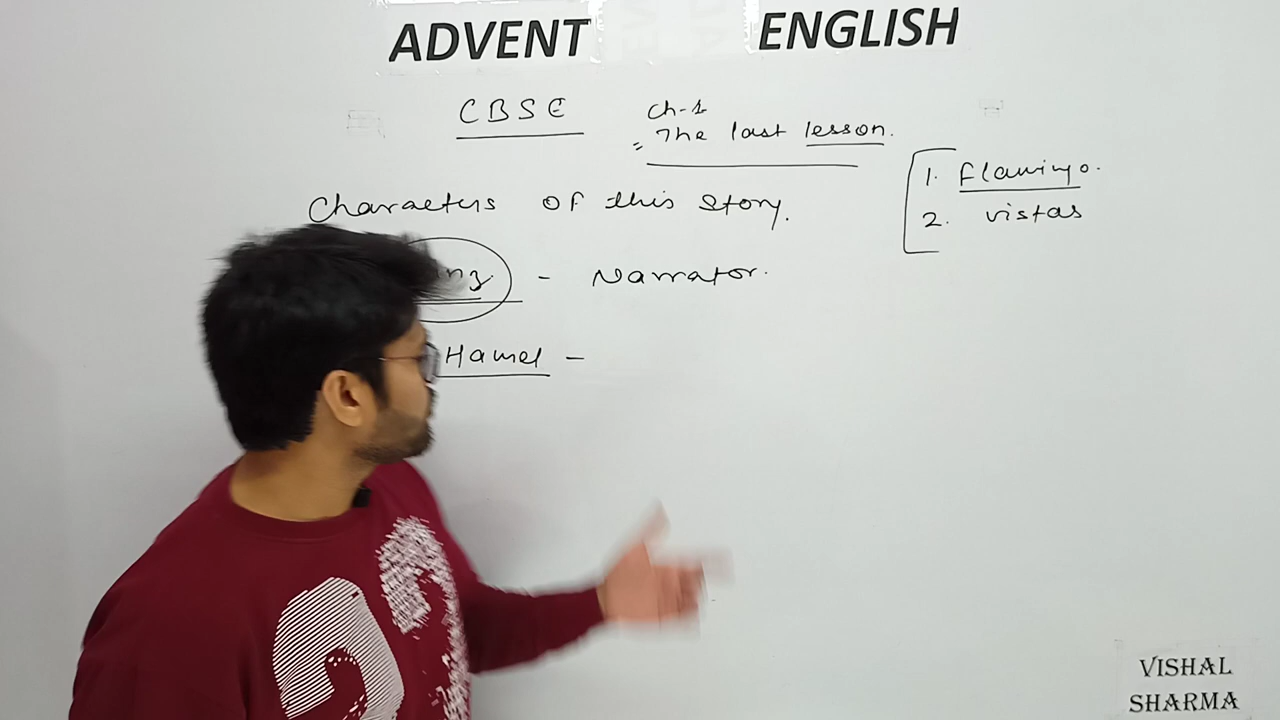 ADVENT ENGLISH
CBSE
Ch-1
The last lesson.
1. Flamingo.
2. vistas
Characters of this Story.
- Narrator.
Hamel -
VISHAL
SHARMA